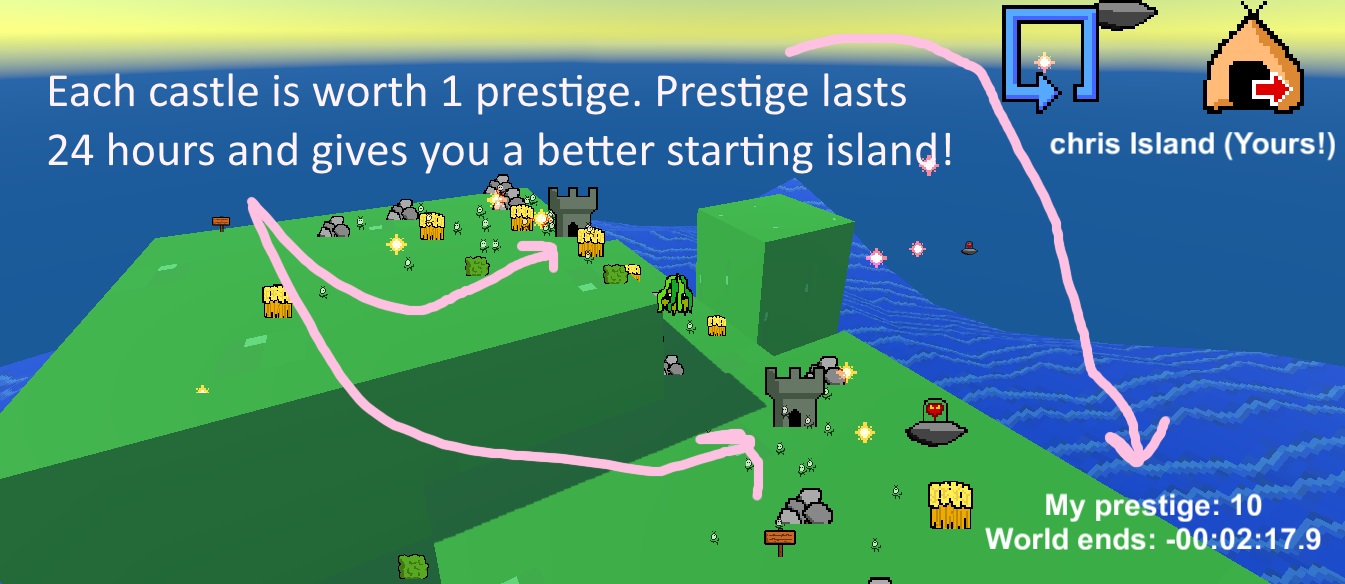 Each castle is worth 1 prestige. Prestige lasts
24 hours and gives you a better starting island!
chris Island (Yours!)
My prestige: 10
World ends: -00:02:17.9